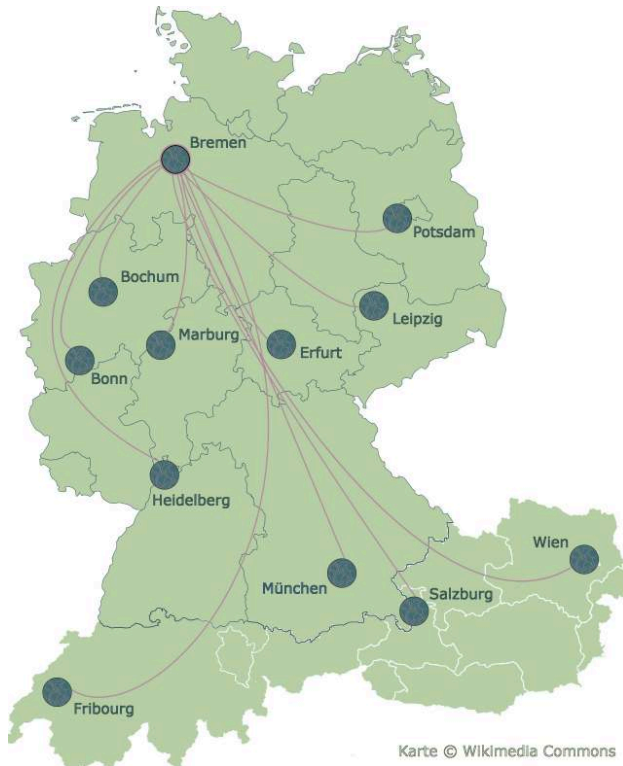 Bremen
Potsdam
Bochum
Leipzig
Marburg
Erfurt
Bonn
Heidelberg
Wien
München
Salzburg
Fribourg
Karte © Wikimedia Commons